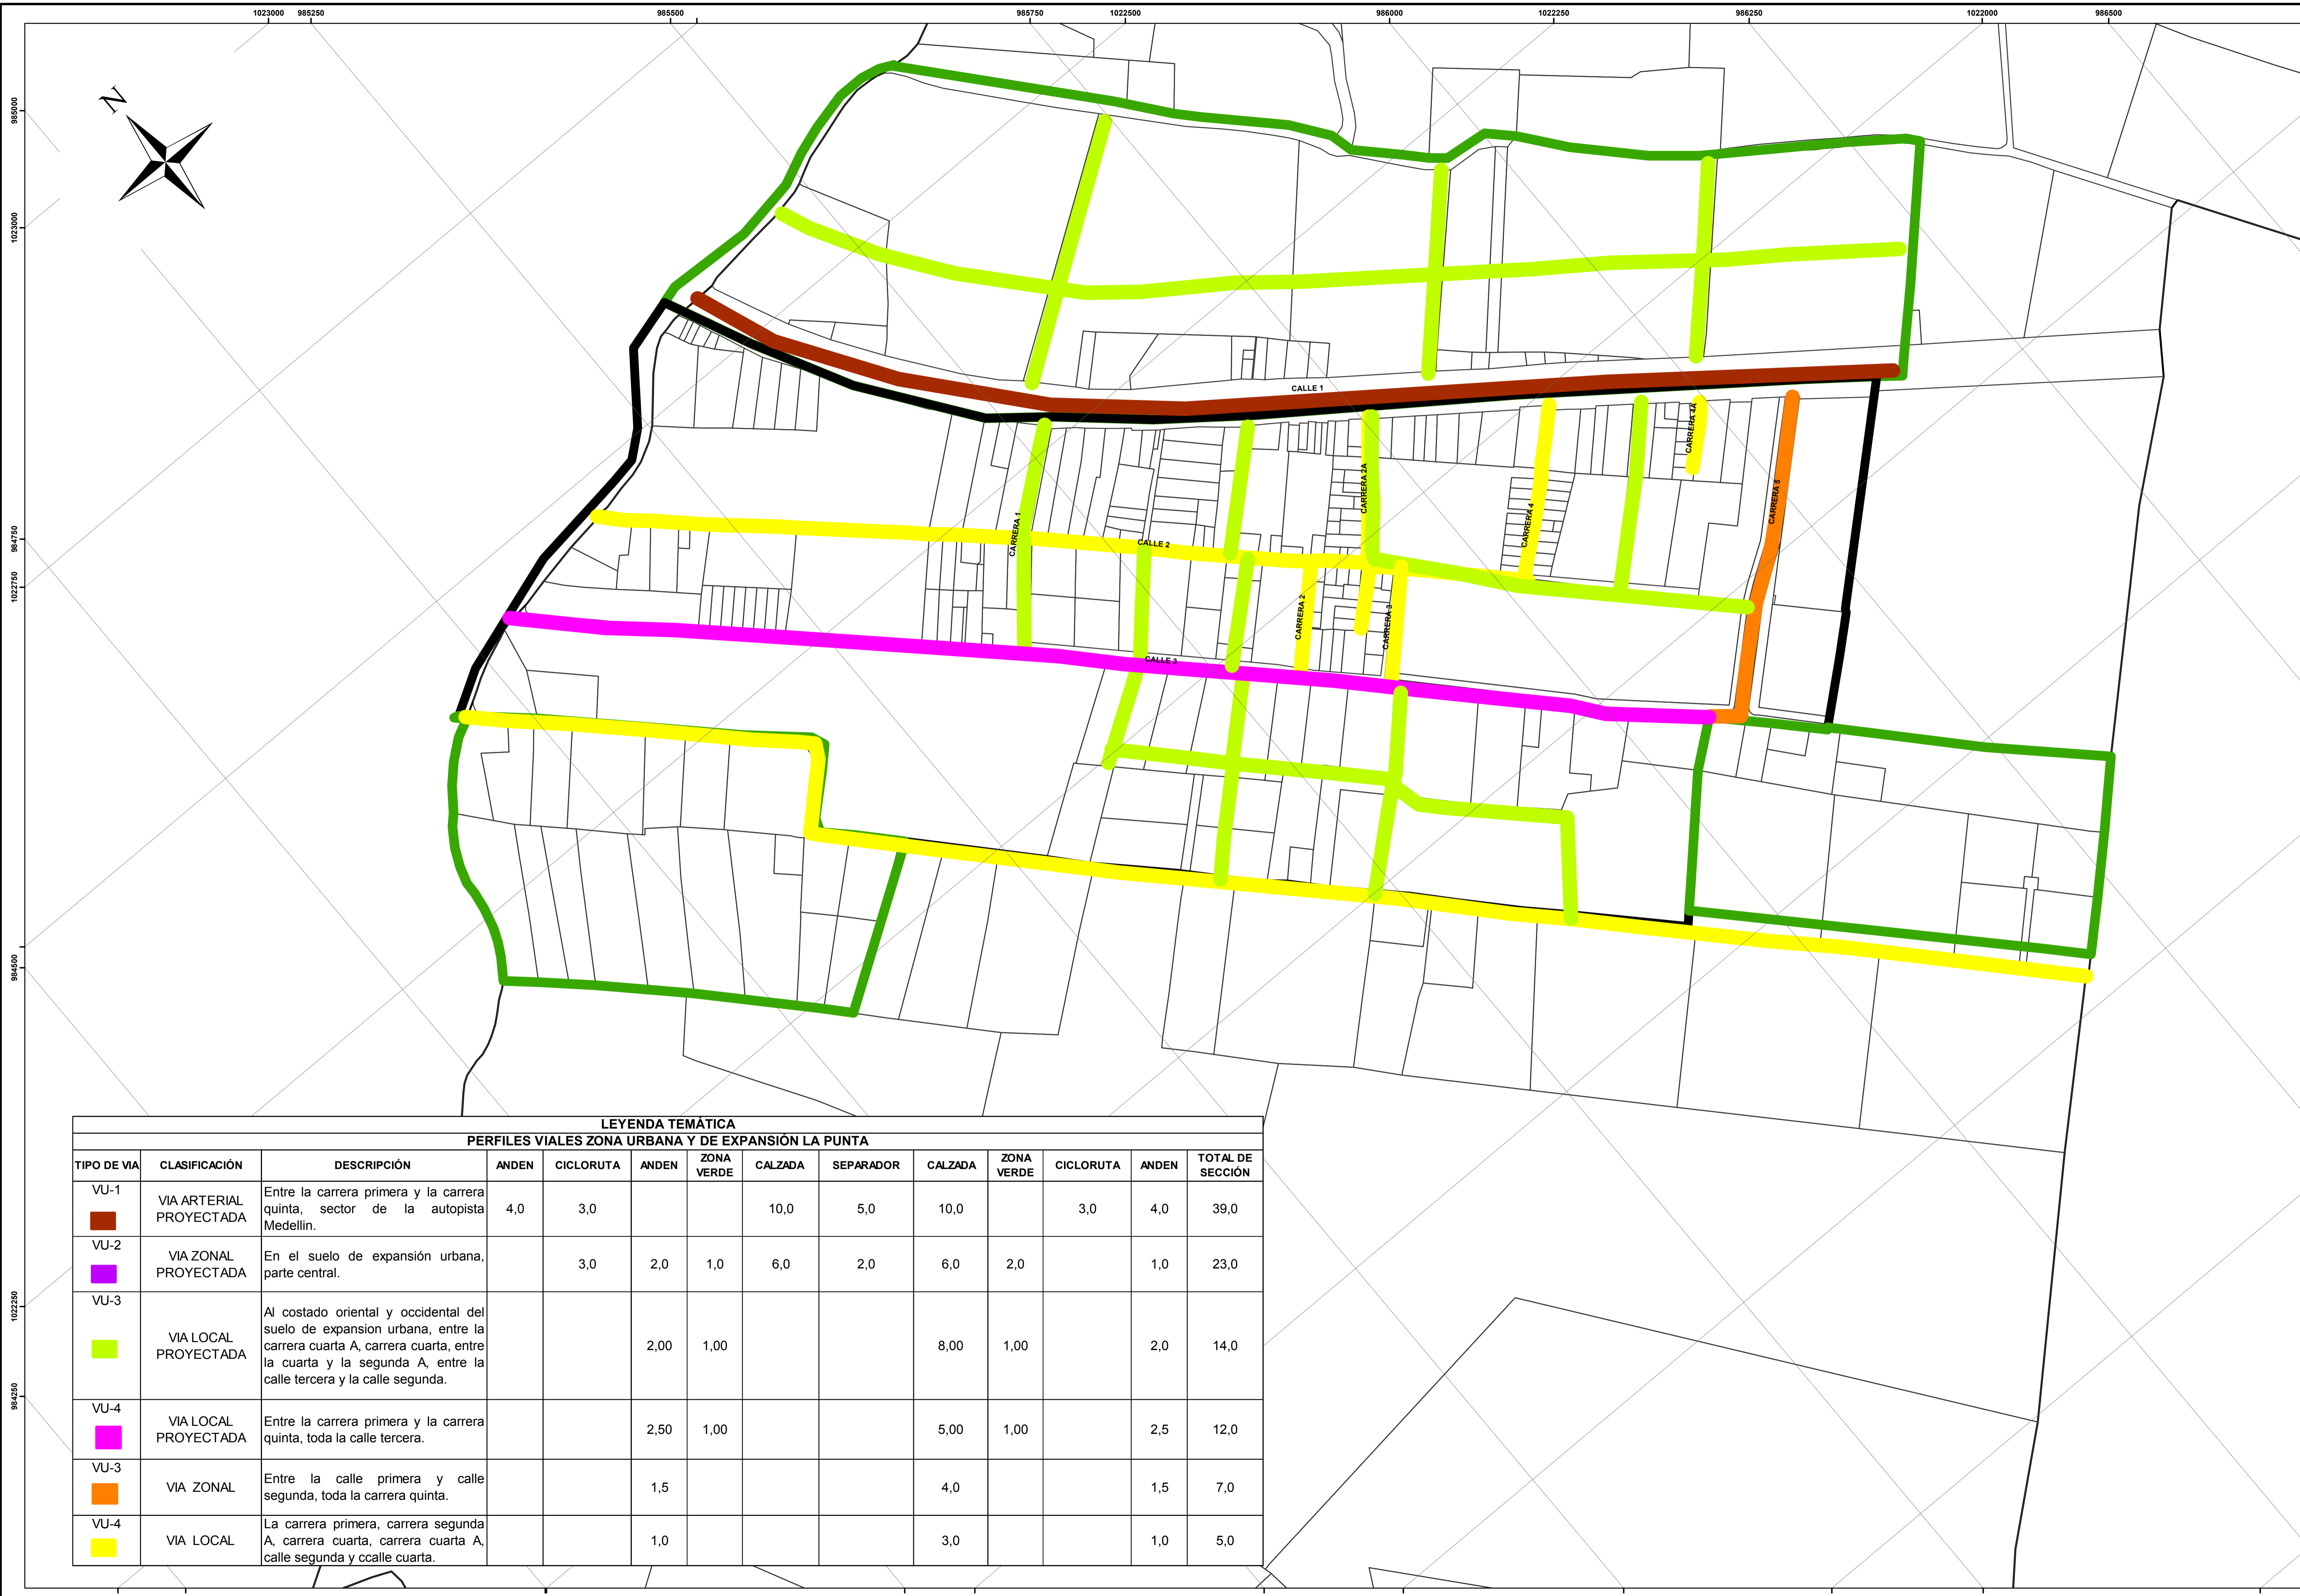 1023000 985250 985500 985750 1022500 986000 1022250 986250 1022000 986500
N
985000
1023000
984750
1022750
984500
1022250
984250
CALLE 1
CARRERA 4A
CARRERA 2A
CARRERA 5
CARRERA 4
CARRERA 1
CALLE 2
CARRERA 2
CARRERA 3
CALLE 3
LEYENDA TEMÁTICA
PERFILES VIALES ZONA URBANA Y DE EXPANSIÓN LA PUNTA
TIPO DE VIA CLASIFICACIÓN DESCRIPCIÓN ANDEN CICLORUTA ANDEN ZONA VERDE CALZADA SEPARADOR CALZADA ZONA VERDE CICLORUTA ANDEN TOTAL DE SECCIÓN
VU-1
VIA ARTERIAL
PROYECTADA
Entre la carrera primera y la carrera
quinta, sector de la autopista
Medellin.
4,0 3,0 10,0 5,0 10,0 3,0 4,0 39,0
VU-2
VIA ZONAL
PROYECTADA
En el suelo de expansión urbana,
parte central.
3,0 2,0 1,0 6,0 2,0 6,0 2,0 1,0 23,0
VU-3
VIA LOCAL
PROYECTADA
Al costado oriental y occidental del
suelo de expansion urbana, entre la
carrera cuarta A, carrera cuarta, entre
la cuarta y la segunda A, entre la
calle tercera y la calle segunda.
2,00 1,00 8,00 1,00 2,0 14,0
VU-4
VIA LOCAL
PROYECTADA
Entre la carrera primera y la carrera
quinta, toda la calle tercera.
2,50 1,00 5,00 1,00 2,5 12,0
VU-3
VIA ZONAL
Entre la calle primera y calle
segunda, toda la carrera quinta.
1,5 4,0 1,5 7,0
VU-4
VIA LOCAL
La carrera primera, carrera segunda
A, carrera cuarta, carrera cuarta A,
calle segunda y ccalle cuarta.
1,0 3,0 1,0 5,0